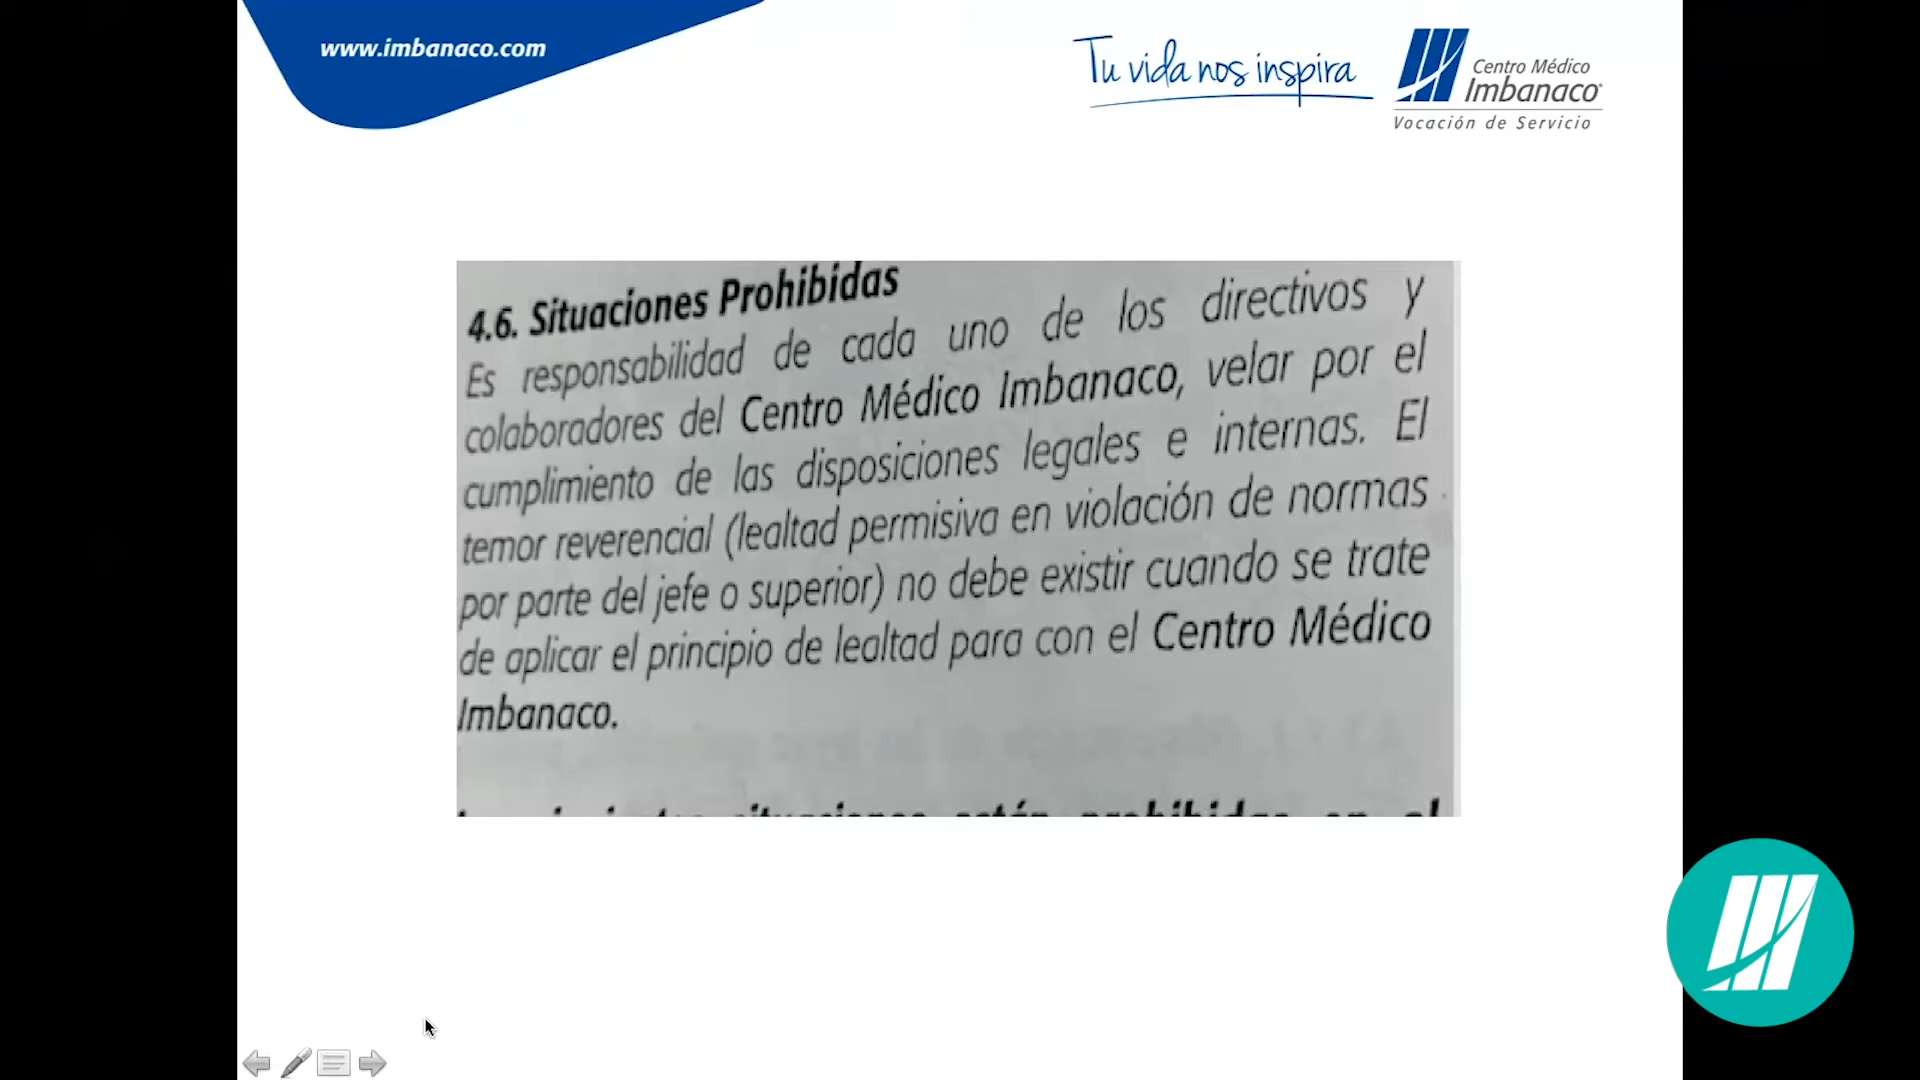 www.imbanaco.com
Tu vida nos inspira
Centro Médico
Imbanaco
Vocación de Servicio
4.6. Situaciones Prohibidas
Es responsabilidad de cada uno de los directivos y
colaboradores del Centro Médico Imbanaco, velar por el
cumplimiento de las disposiciones legales e internas. El
temor reverencial (lealtad permisiva en violación de normas
por parte del jefe o superior) no debe existir cuando se trate
de aplicar el principio de lealtad para con el Centro Médico
Imbanaco.